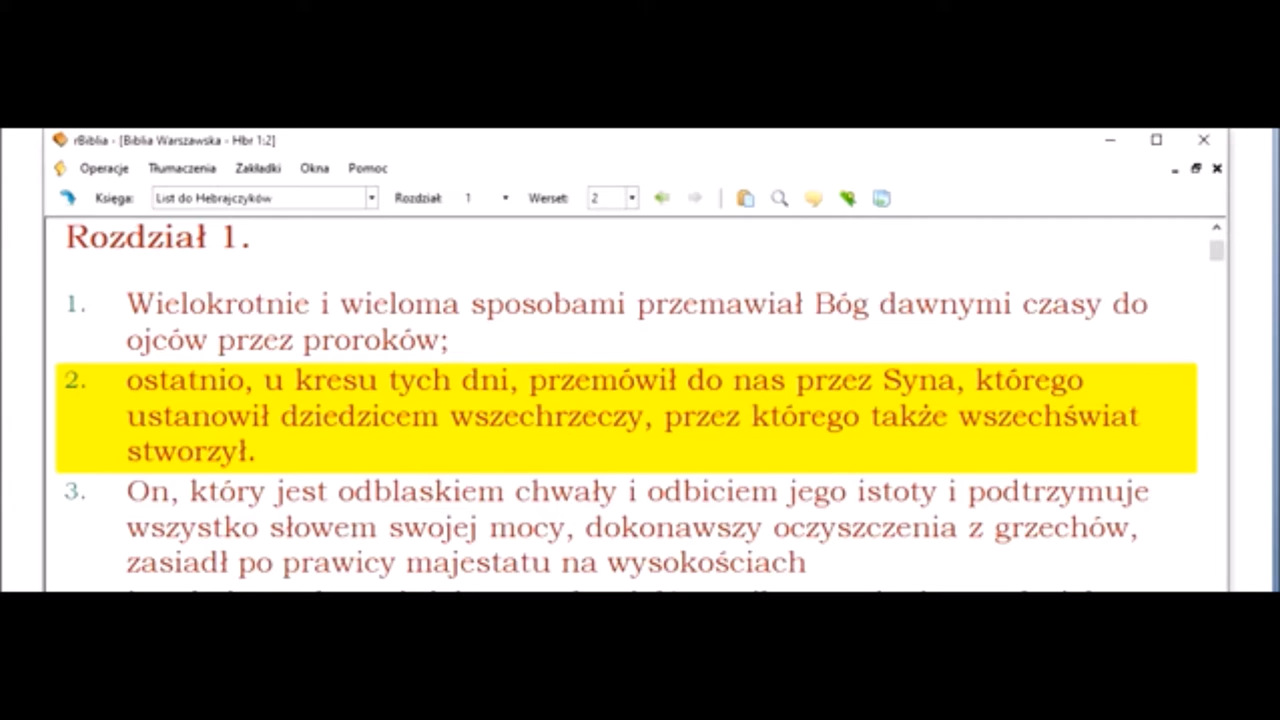 rBiblia - [Biblia Warszawska - Hbr 1:2]
Operacje Tłumaczenia Zakładki Okna Pomoc
Księga: List do Hebrajczyków Rozdział: 1 Werset: 2
Rozdział 1.
1. Wielokrotnie i wieloma sposobami przemawiał Bóg dawnymi czasy do
ojców przez proroków;
2. ostatnio, u kresu tych dni, przemówił do nas przez Syna, którego
ustanowił dziedzicem wszechrzeczy, przez którego także wszechświat
stworzył.
3. On, który jest odblaskiem chwały i odbiciem jego istoty i podtrzymuje
wszystko słowem swojej mocy, dokonawszy oczyszczenia z grzechów,
zasiadł po prawicy majestatu na wysokościach